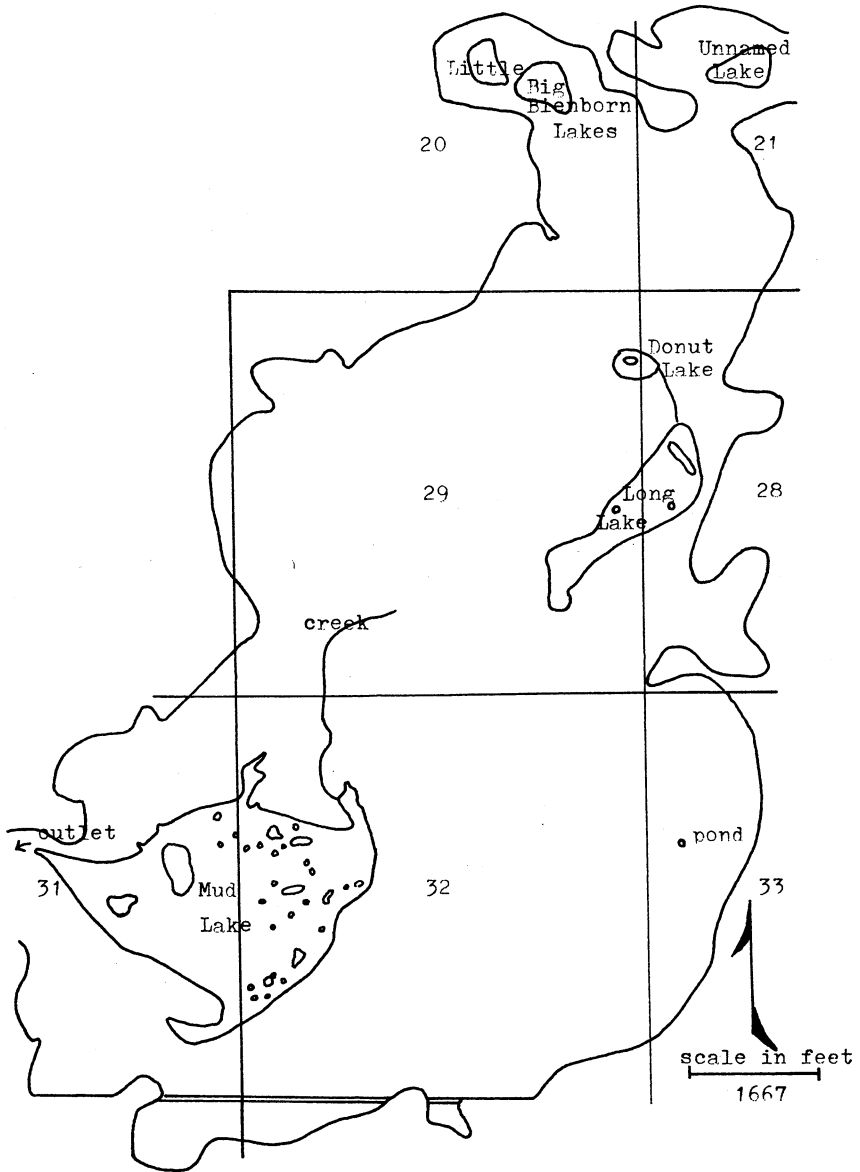 Unnamed
Lake
Little
Big
Bienborn
Lakes
20
21
Donut
Lake
29
28
Long
Lake
creek
outlet
pond
31
Mud
Lake
32
33
scale in feet
1667